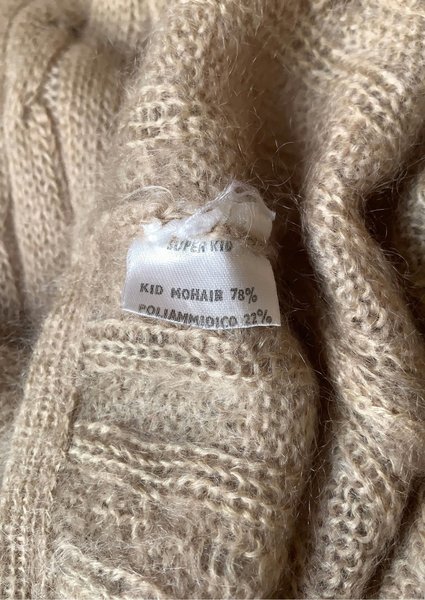 SUPER KID
KID MOHAIR 78%
POLIAMMIDICO 22%